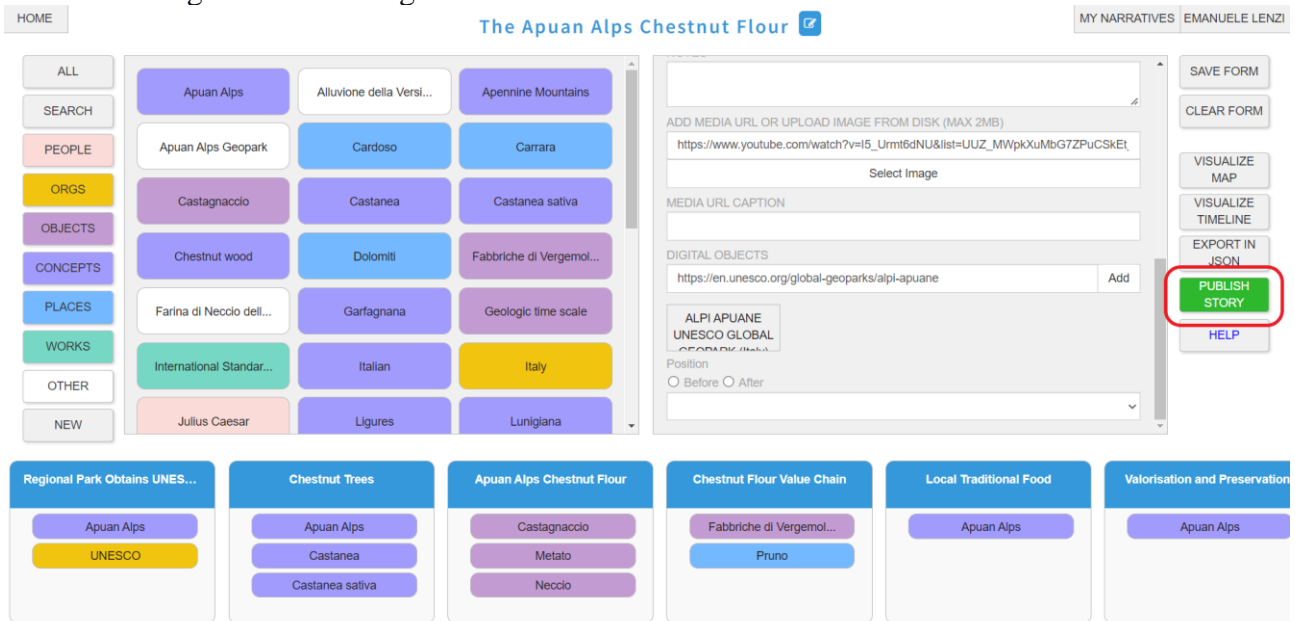 HOME
The Apuan Alps Chestnut Flour
MY NARRATIVES EMANUELE LENZI
ALL
SEARCH
PEOPLE
ORGS
OBJECTS
CONCEPTS
PLACES
WORKS
OTHER
NEW
Apuan Alps
Alluvione della Versi...
Apennine Mountains
Apuan Alps Geopark
Cardoso
Carrara
Castagnaccio
Castanea
Castanea sativa
Chestnut wood
Dolomiti
Fabbriche di Vergemol...
Farina di Neccio dell...
Garfagnana
Geologic time scale
International Standar...
Italian
Italy
Julius Caesar
Ligures
Lunigiana
ADD MEDIA URL OR UPLOAD IMAGE FROM DISK (MAX 2MB)
https://www.youtube.com/watch?v=I5_Urmt6dNU&list=UUZ_MWpkXuMbG7ZPuCSkEt_
Select Image
MEDIA URL CAPTION
DIGITAL OBJECTS
https://en.unesco.org/global-geoparks/alpi-apuane
Add
ALPI APUANE
UNESCO GLOBAL
GEOPARK (Italy)
Position
Before After
SAVE FORM
CLEAR FORM
VISUALIZE
MAP
VISUALIZE
TIMELINE
EXPORT IN
JSON
PUBLISH
STORY
HELP
Regional Park Obtains UNES...
Apuan Alps
UNESCO
Chestnut Trees
Apuan Alps
Castanea
Castanea sativa
Apuan Alps Chestnut Flour
Castagnaccio
Metato
Neccio
Chestnut Flour Value Chain
Fabbriche di Vergemol...
Pruno
Local Traditional Food
Apuan Alps
Valorisation and Preservation
Apuan Alps